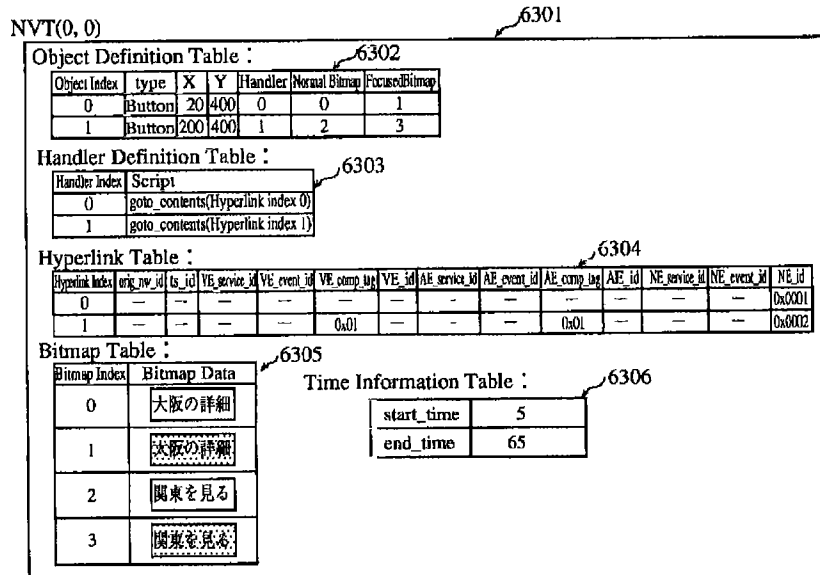 6301
NVT(0, 0)
Object Definition Table : 6302
Object Index type X Y Handler Normal Bitmap FocusedBitmap
0 Button 20 400 0 0 1
1 Button 200 400 1 2 3
Handler Definition Table : 6303
Handler Index Script
0 goto_contents(Hyperlink index 0)
1 goto_contents(Hyperlink index 1)
Hyperlink Table : 6304
Hyperlink Index orig_nw_id ts_id VE_service_id VE_event_id VE_comp_tag VE_id AE_service_id AE_event_id AE_comp_tag AE_id NE_service_id NE_event_id NE_id
0 — — — — — — — — — — — — 0x0001
1 — — — — 0x01 — — — 0x01 — — — 0x0002
Bitmap Table : 6305
Bitmap Index Bitmap Data
0 大阪の詳細
1 大阪の詳細
2 関東を見る
3 関東を見る
Time Information Table : 6306
start_time 5
end_time 65